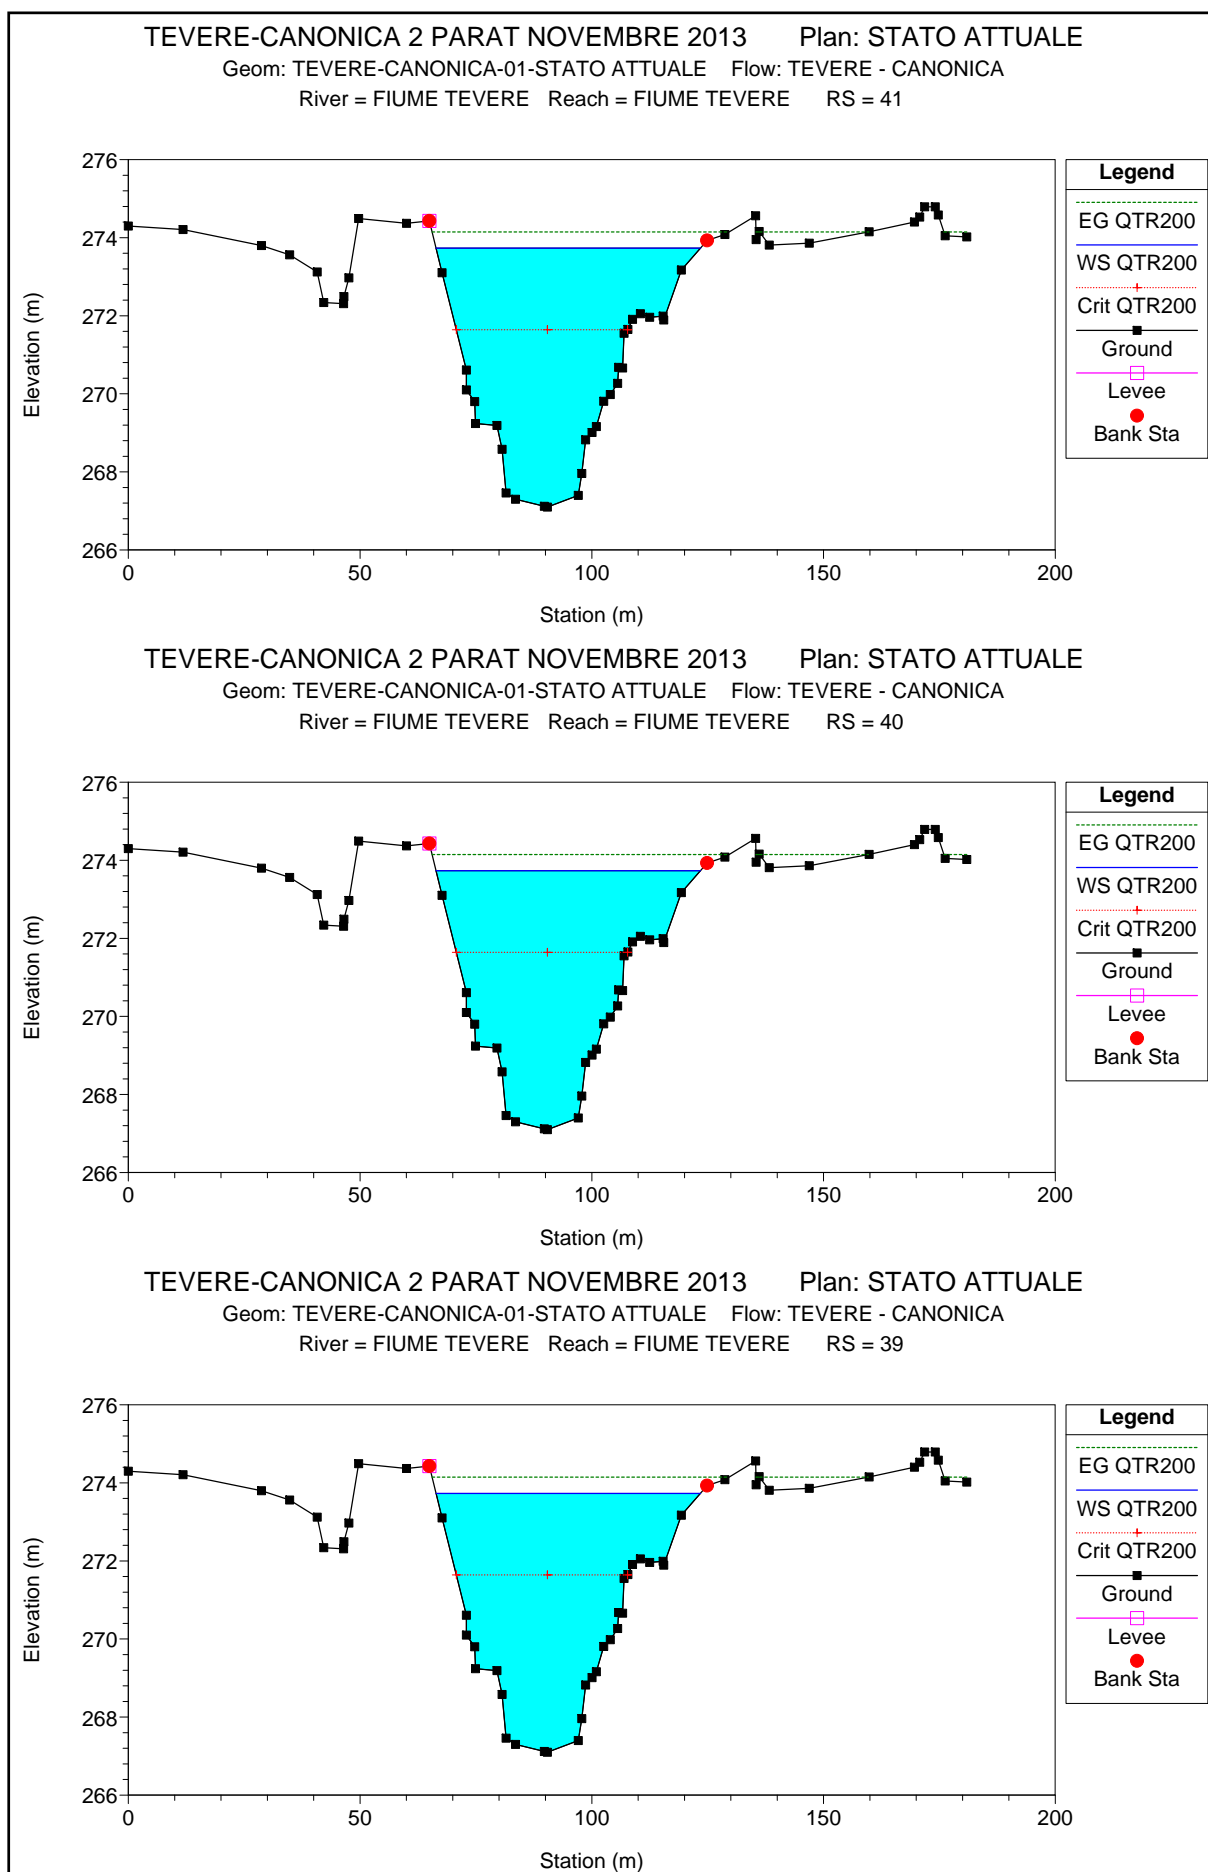 TEVERE-CANONICA 2 PARAT NOVEMBRE 2013 Plan: STATO ATTUALE
Geom: TEVERE-CANONICA-01-STATO ATTUALE Flow: TEVERE - CANONICA
River = FIUME TEVERE Reach = FIUME TEVERE RS = 41
276
274
272
270
268
266
Elevation (m)
0 50 100 150 200
Station (m)
Legend
EG QTR200
WS QTR200
Crit QTR200
Ground
Levee
Bank Sta
TEVERE-CANONICA 2 PARAT NOVEMBRE 2013 Plan: STATO ATTUALE
Geom: TEVERE-CANONICA-01-STATO ATTUALE Flow: TEVERE - CANONICA
River = FIUME TEVERE Reach = FIUME TEVERE RS = 40
276
274
272
270
268
266
Elevation (m)
0 50 100 150 200
Station (m)
Legend
EG QTR200
WS QTR200
Crit QTR200
Ground
Levee
Bank Sta
TEVERE-CANONICA 2 PARAT NOVEMBRE 2013 Plan: STATO ATTUALE
Geom: TEVERE-CANONICA-01-STATO ATTUALE Flow: TEVERE - CANONICA
River = FIUME TEVERE Reach = FIUME TEVERE RS = 39
276
274
272
270
268
266
Elevation (m)
0 50 100 150 200
Station (m)
Legend
EG QTR200
WS QTR200
Crit QTR200
Ground
Levee
Bank Sta